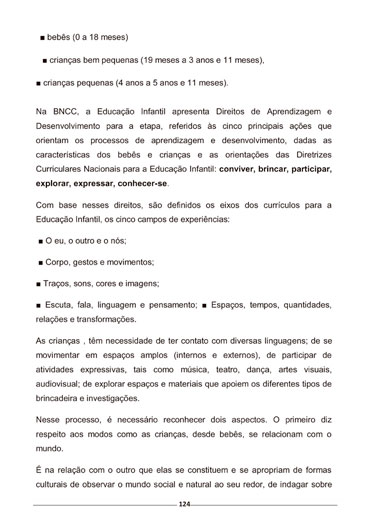 ■ bebês (0 a 18 meses)
■ crianças bem pequenas (19 meses a 3 anos e 11 meses),
■ crianças pequenas (4 anos a 5 anos e 11 meses).
Na BNCC, a Educação Infantil apresenta Direitos de Aprendizagem e
Desenvolvimento para a etapa, referidos às cinco principais ações que
orientam os processos de aprendizagem e desenvolvimento, dadas as
características dos bebês e crianças e as orientações das Diretrizes
Curriculares Nacionais para a Educação Infantil: conviver, brincar, participar,
explorar, expressar, conhecer-se.
Com base nesses direitos, são definidos os eixos dos currículos para a
Educação Infantil, os cinco campos de experiências:
■ O eu, o outro e o nós;
■ Corpo, gestos e movimentos;
■ Traços, sons, cores e imagens;
■ Escuta, fala, linguagem e pensamento; ■ Espaços, tempos, quantidades,
relações e transformações.
As crianças , têm necessidade de ter contato com diversas linguagens; de se
movimentar em espaços amplos (internos e externos), de participar de
atividades expressivas, tais como música, teatro, dança, artes visuais,
audiovisual; de explorar espaços e materiais que apoiem os diferentes tipos de
brincadeira e investigações.
Nesse processo, é necessário reconhecer dois aspectos. O primeiro diz
respeito aos modos como as crianças, desde bebês, se relacionam com o
mundo.
É na relação com o outro que elas se constituem e se apropriam de formas
culturais de observar o mundo social e natural ao seu redor, de indagar sobre
124